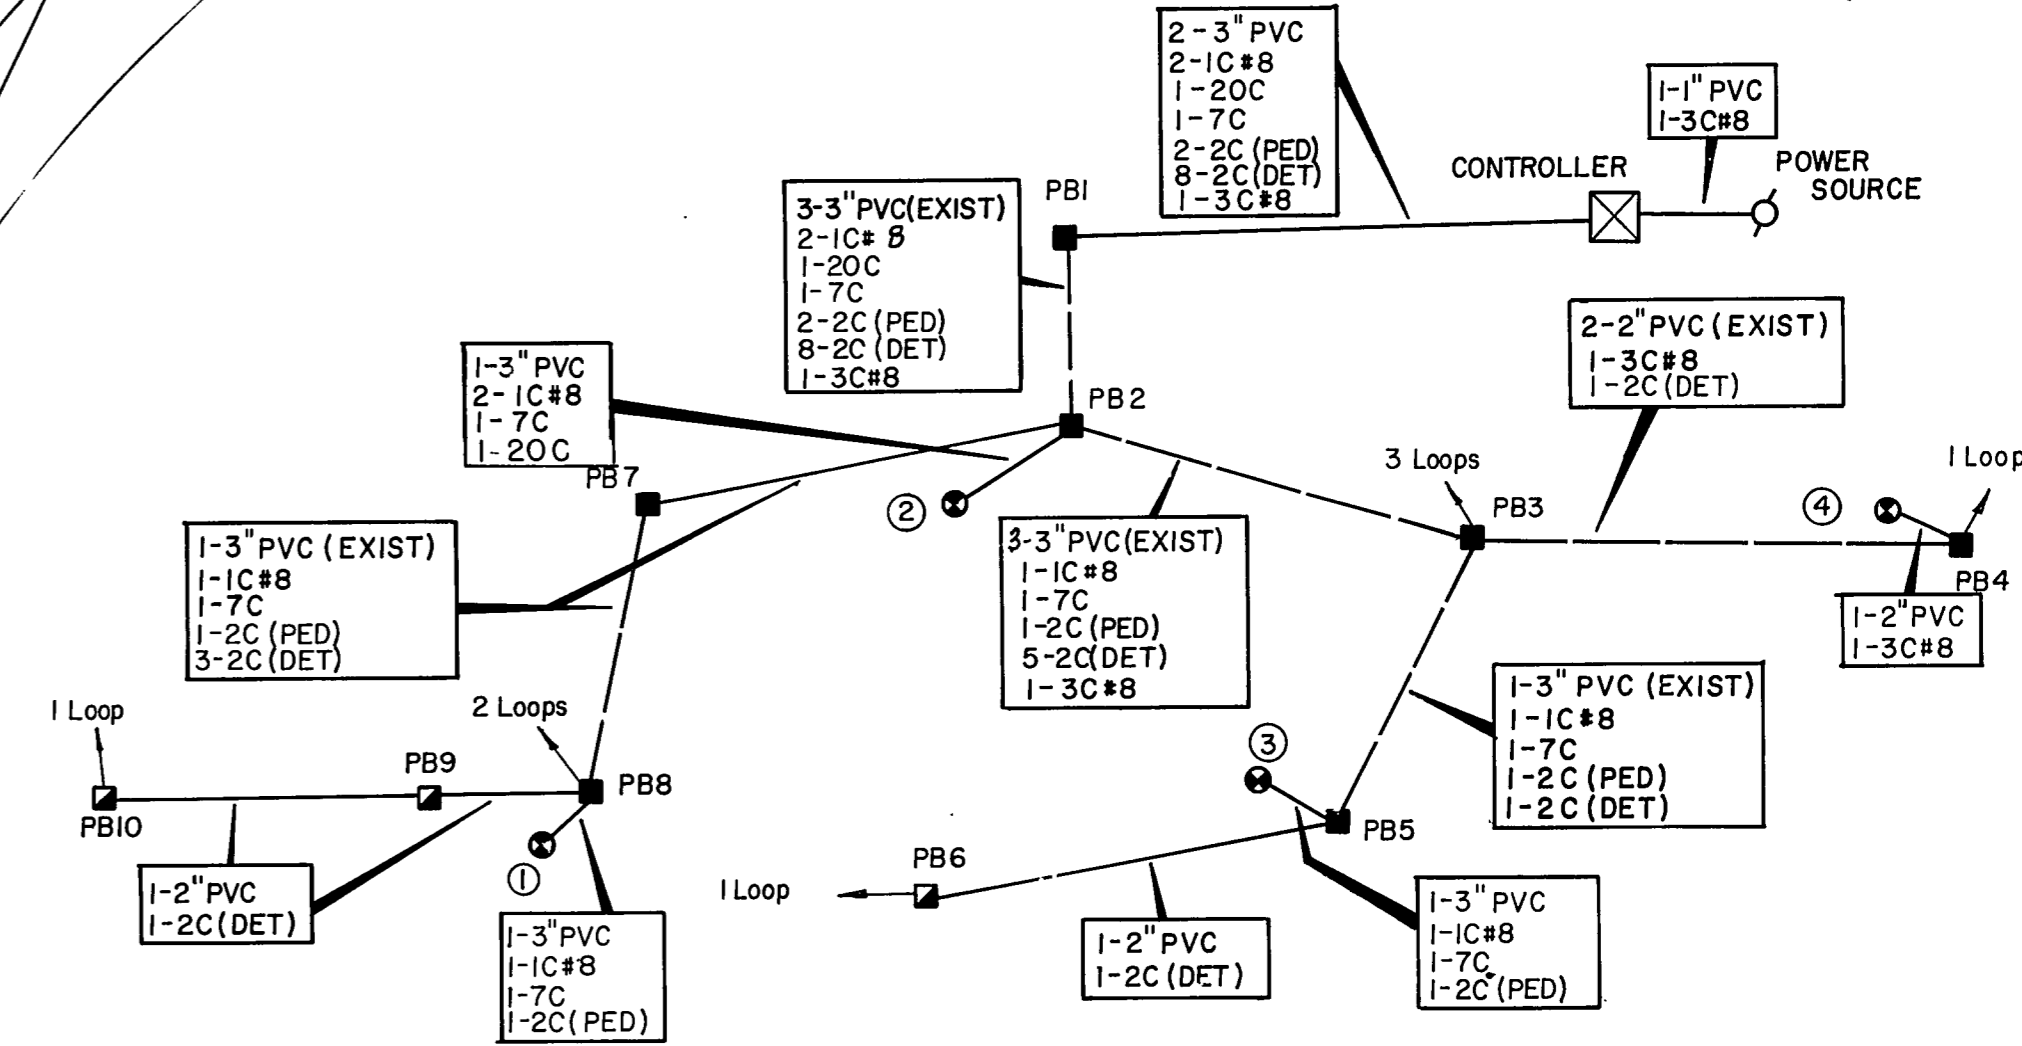 2-3" PVC
2-1C#8
1-20C
1-7C
2-2C (PED)
8-2C (DET)
1-3C#8
1-1" PVC
1-3C#8
CONTROLLER
POWER
SOURCE
PB1
3-3" PVC(EXIST)
2-1C# 8
1-20C
1-7C
2-2C (PED)
8-2C (DET)
1-3C#8
2-2" PVC (EXIST)
1-3C#8
1-2C (DET)
1-3" PVC
2-1C#8
1-7C
1-20C
PB2
PB7
2
3 Loops
PB3
4
1 Loop
PB4
1-3" PVC (EXIST)
1-1C#8
1-7C
1-2C (PED)
3-2C (DET)
3-3" PVC(EXIST)
1-1C#8
1-7C
1-2C (PED)
5-2C(DET)
1-3C#8
1-2" PVC
1-3C#8
1-3" PVC (EXIST)
1-1C#8
1-7C
1-2C (PED)
1-2C (DET)
1 Loop
2 Loops
PB10
PB9
PB8
1
3
PB5
PB6
1 Loop
1-2" PVC
1-2C (DET)
1-3" PVC
1-1C#8
1-7C
1-2C(PED)
1-2" PVC
1-2C (DET)
1-3" PVC
1-1C#8
1-7C
1-2C (PED)